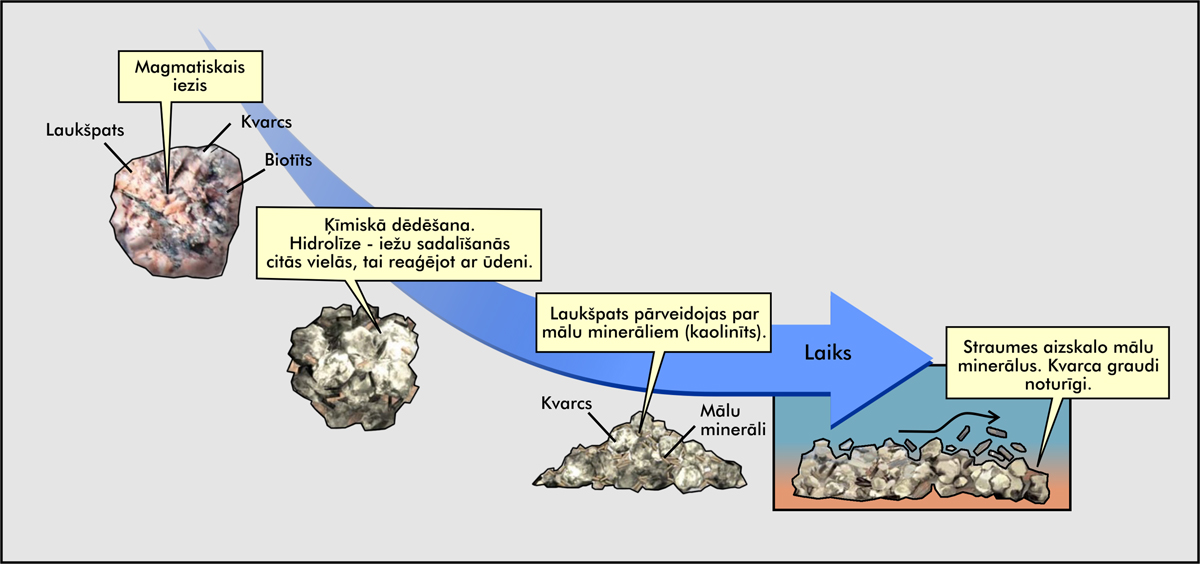 Magmatiskais
iezis
Laukšpats
Kvarcs
Biotīts
Ķīmiskā dēdēšana.
Hidrolīze - iežu sadalīšanās
citās vielās, tai reaģējot ar ūdeni.
Laukšpats pārveidojas par
mālu minerāliem (kaolinīts).
Kvarcs
Mālu
minerāli
Laiks
Straumes aizskalo mālu
minerālus. Kvarca graudi
noturīgi.